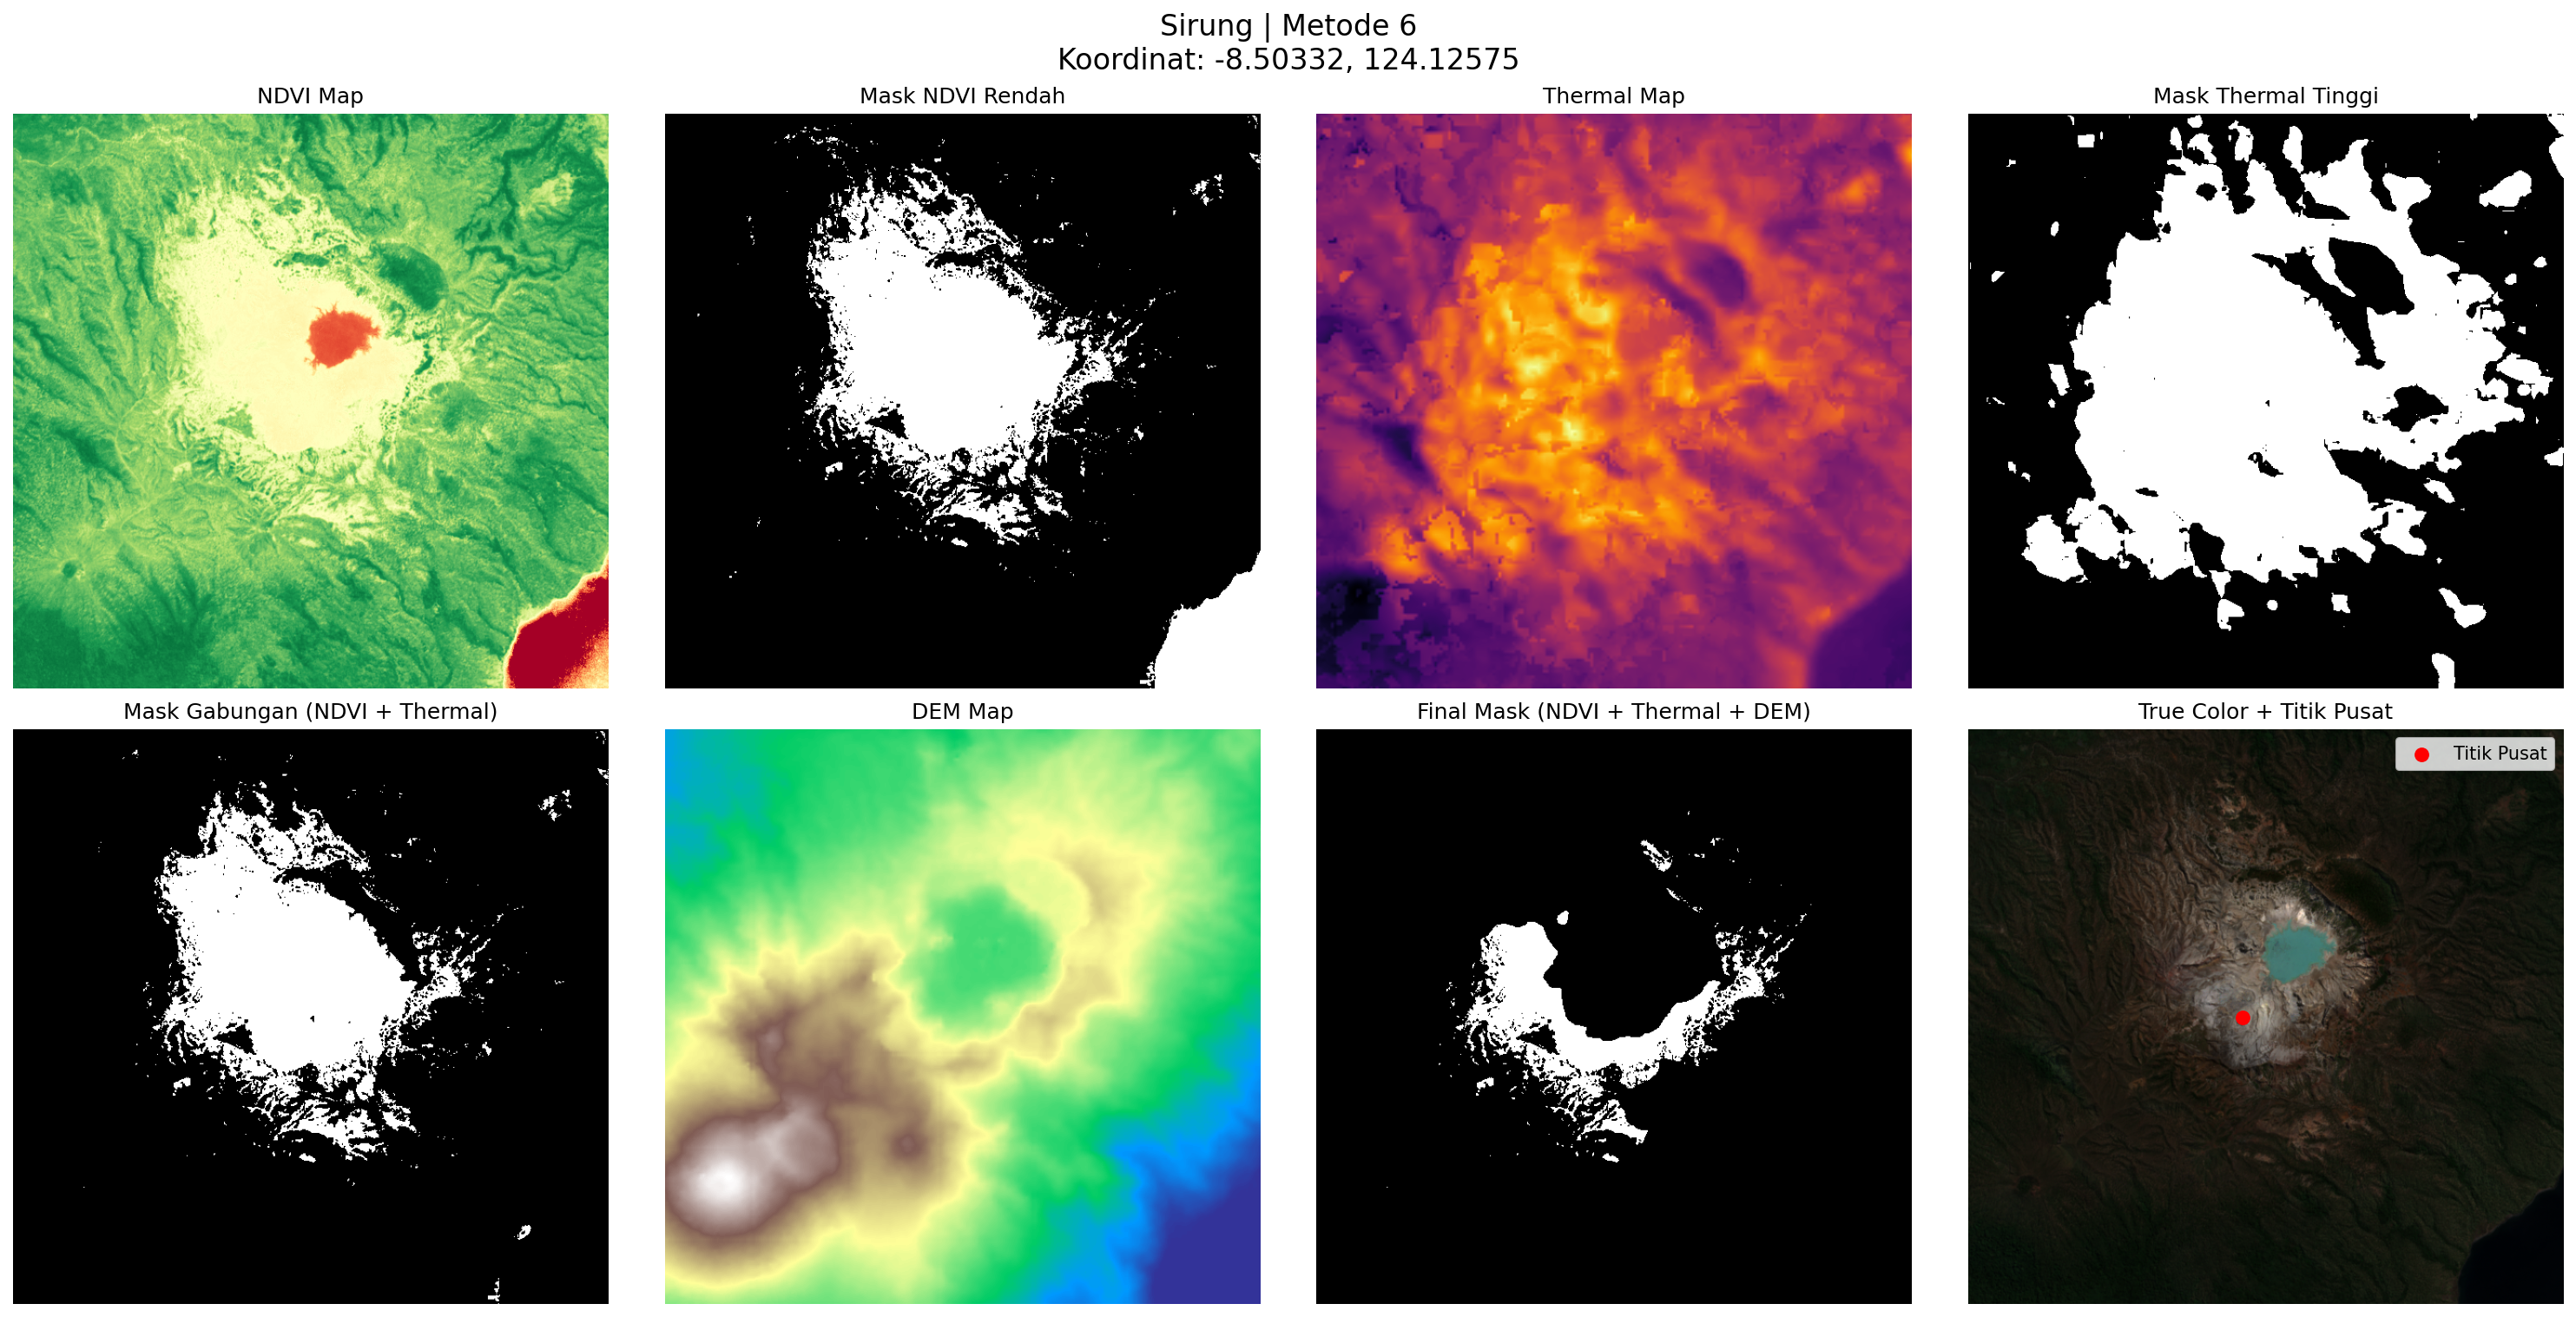 Sirung | Metode 6
Koordinat: -8.50332, 124.12575
NDVI Map
Mask NDVI Rendah
Thermal Map
Mask Thermal Tinggi
Mask Gabungan (NDVI + Thermal)
DEM Map
Final Mask (NDVI + Thermal + DEM)
True Color + Titik Pusat
Titik Pusat